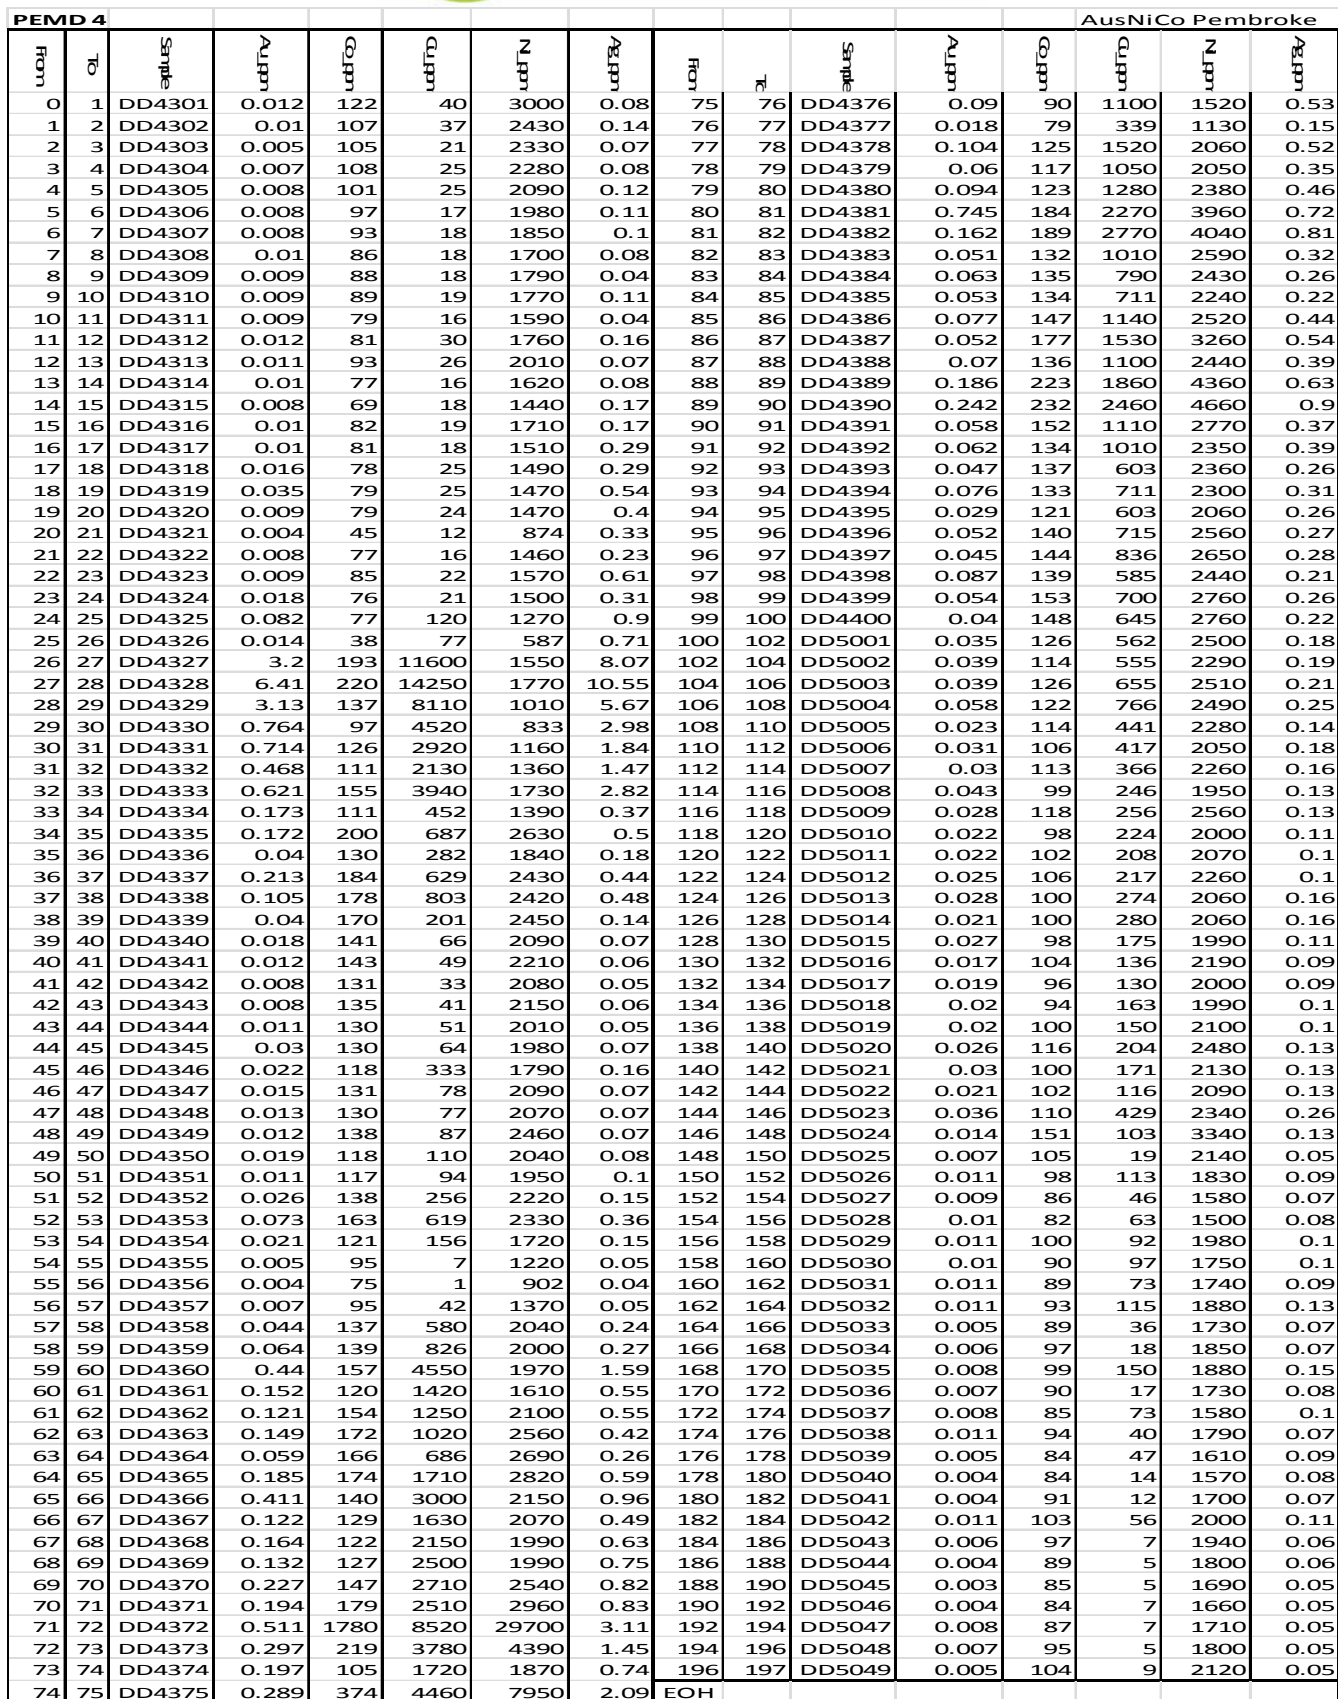 PEMD 4 AusNiCo Pembroke
From To Sample Au_ppm Co_ppm Cu_ppm Ni_ppm Ag_ppm From To Sample Au_ppm Co_ppm Cu_ppm Ni_ppm Ag_ppm
0 1 DD4301 0.012 122 40 3000 0.08 75 76 DD4376 0.09 90 1100 1520 0.53
1 2 DD4302 0.01 107 37 2430 0.14 76 77 DD4377 0.018 79 339 1130 0.15
2 3 DD4303 0.005 105 21 2330 0.07 77 78 DD4378 0.104 125 1520 2060 0.52
3 4 DD4304 0.007 108 25 2280 0.08 78 79 DD4379 0.06 117 1050 2050 0.35
4 5 DD4305 0.008 101 25 2090 0.12 79 80 DD4380 0.094 123 1280 2380 0.46
5 6 DD4306 0.008 97 17 1980 0.11 80 81 DD4381 0.745 184 2270 3960 0.72
6 7 DD4307 0.008 93 18 1850 0.1 81 82 DD4382 0.162 189 2770 4040 0.81
7 8 DD4308 0.01 86 18 1700 0.08 82 83 DD4383 0.051 132 1010 2590 0.32
8 9 DD4309 0.009 88 18 1790 0.04 83 84 DD4384 0.063 135 790 2430 0.26
9 10 DD4310 0.009 89 19 1770 0.11 84 85 DD4385 0.053 134 711 2240 0.22
10 11 DD4311 0.009 79 16 1590 0.04 85 86 DD4386 0.077 147 1140 2520 0.44
11 12 DD4312 0.012 81 30 1760 0.16 86 87 DD4387 0.052 177 1530 3260 0.54
12 13 DD4313 0.011 93 26 2010 0.07 87 88 DD4388 0.07 136 1100 2440 0.39
13 14 DD4314 0.01 77 16 1620 0.08 88 89 DD4389 0.186 223 1860 4360 0.63
14 15 DD4315 0.008 69 18 1440 0.17 89 90 DD4390 0.242 232 2460 4660 0.9
15 16 DD4316 0.01 82 19 1710 0.17 90 91 DD4391 0.058 152 1110 2770 0.37
16 17 DD4317 0.01 81 18 1510 0.29 91 92 DD4392 0.062 134 1010 2350 0.39
17 18 DD4318 0.016 78 25 1490 0.29 92 93 DD4393 0.047 137 603 2360 0.26
18 19 DD4319 0.035 79 25 1470 0.54 93 94 DD4394 0.076 133 711 2300 0.31
19 20 DD4320 0.009 79 24 1470 0.4 94 95 DD4395 0.029 121 603 2060 0.26
20 21 DD4321 0.004 45 12 874 0.33 95 96 DD4396 0.052 140 715 2560 0.27
21 22 DD4322 0.008 77 16 1460 0.23 96 97 DD4397 0.045 144 836 2650 0.28
22 23 DD4323 0.009 85 22 1570 0.61 97 98 DD4398 0.087 139 585 2440 0.21
23 24 DD4324 0.018 76 21 1500 0.31 98 99 DD4399 0.054 153 700 2760 0.26
24 25 DD4325 0.082 77 120 1270 0.9 99 100 DD4400 0.04 148 645 2760 0.22
25 26 DD4326 0.014 38 77 587 0.71 100 102 DD5001 0.035 126 562 2500 0.18
26 27 DD4327 3.2 193 11600 1550 8.07 102 104 DD5002 0.039 114 555 2290 0.19
27 28 DD4328 6.41 220 14250 1770 10.55 104 106 DD5003 0.039 126 655 2510 0.21
28 29 DD4329 3.13 137 8110 1010 5.67 106 108 DD5004 0.058 122 766 2490 0.25
29 30 DD4330 0.764 97 4520 833 2.98 108 110 DD5005 0.023 114 441 2280 0.14
30 31 DD4331 0.714 126 2920 1160 1.84 110 112 DD5006 0.031 106 417 2050 0.18
31 32 DD4332 0.468 111 2130 1360 1.47 112 114 DD5007 0.03 113 366 2260 0.16
32 33 DD4333 0.621 155 3940 1730 2.82 114 116 DD5008 0.043 99 246 1950 0.13
33 34 DD4334 0.173 111 452 1390 0.37 116 118 DD5009 0.028 118 256 2560 0.13
34 35 DD4335 0.172 200 687 2630 0.5 118 120 DD5010 0.022 98 224 2000 0.11
35 36 DD4336 0.04 130 282 1840 0.18 120 122 DD5011 0.022 102 208 2070 0.1
36 37 DD4337 0.213 184 629 2430 0.44 122 124 DD5012 0.025 106 217 2260 0.1
37 38 DD4338 0.105 178 803 2420 0.48 124 126 DD5013 0.028 100 274 2060 0.16
38 39 DD4339 0.04 170 201 2450 0.14 126 128 DD5014 0.021 100 280 2060 0.16
39 40 DD4340 0.018 141 66 2090 0.07 128 130 DD5015 0.027 98 175 1990 0.11
40 41 DD4341 0.012 143 49 2210 0.06 130 132 DD5016 0.017 104 136 2190 0.09
41 42 DD4342 0.008 131 33 2080 0.05 132 134 DD5017 0.019 96 130 2000 0.09
42 43 DD4343 0.008 135 41 2150 0.06 134 136 DD5018 0.02 94 163 1990 0.1
43 44 DD4344 0.011 130 51 2010 0.05 136 138 DD5019 0.02 100 150 2100 0.1
44 45 DD4345 0.03 130 64 1980 0.07 138 140 DD5020 0.026 116 204 2480 0.13
45 46 DD4346 0.022 118 333 1790 0.16 140 142 DD5021 0.03 100 171 2130 0.13
46 47 DD4347 0.015 131 78 2090 0.07 142 144 DD5022 0.021 102 116 2090 0.13
47 48 DD4348 0.013 130 77 2070 0.07 144 146 DD5023 0.036 110 429 2340 0.26
48 49 DD4349 0.012 138 87 2460 0.07 146 148 DD5024 0.014 151 103 3340 0.13
49 50 DD4350 0.019 118 110 2040 0.08 148 150 DD5025 0.007 105 19 2140 0.05
50 51 DD4351 0.011 117 94 1950 0.1 150 152 DD5026 0.011 98 113 1830 0.09
51 52 DD4352 0.026 138 256 2220 0.15 152 154 DD5027 0.009 86 46 1580 0.07
52 53 DD4353 0.073 163 619 2330 0.36 154 156 DD5028 0.01 82 63 1500 0.08
53 54 DD4354 0.021 121 156 1720 0.15 156 158 DD5029 0.011 100 92 1980 0.1
54 55 DD4355 0.005 95 7 1220 0.05 158 160 DD5030 0.01 90 97 1750 0.1
55 56 DD4356 0.004 75 1 902 0.04 160 162 DD5031 0.011 89 73 1740 0.09
56 57 DD4357 0.007 95 42 1370 0.05 162 164 DD5032 0.011 93 115 1880 0.13
57 58 DD4358 0.044 137 580 2040 0.24 164 166 DD5033 0.005 89 36 1730 0.07
58 59 DD4359 0.064 139 826 2000 0.27 166 168 DD5034 0.006 97 18 1850 0.07
59 60 DD4360 0.44 157 4550 1970 1.59 168 170 DD5035 0.008 99 150 1880 0.15
60 61 DD4361 0.152 120 1420 1610 0.55 170 172 DD5036 0.007 90 17 1730 0.08
61 62 DD4362 0.121 154 1250 2100 0.55 172 174 DD5037 0.008 85 73 1580 0.1
62 63 DD4363 0.149 172 1020 2560 0.42 174 176 DD5038 0.011 94 40 1790 0.07
63 64 DD4364 0.059 166 686 2690 0.26 176 178 DD5039 0.005 84 47 1610 0.09
64 65 DD4365 0.185 174 1710 2820 0.59 178 180 DD5040 0.004 84 14 1570 0.08
65 66 DD4366 0.411 140 3000 2150 0.96 180 182 DD5041 0.004 91 12 1700 0.07
66 67 DD4367 0.122 129 1630 2070 0.49 182 184 DD5042 0.011 103 56 2000 0.11
67 68 DD4368 0.164 122 2150 1990 0.63 184 186 DD5043 0.006 97 7 1940 0.06
68 69 DD4369 0.132 127 2500 1990 0.75 186 188 DD5044 0.004 89 5 1800 0.06
69 70 DD4370 0.227 147 2710 2540 0.82 188 190 DD5045 0.003 85 5 1690 0.05
70 71 DD4371 0.194 179 2510 2960 0.83 190 192 DD5046 0.004 84 7 1660 0.05
71 72 DD4372 0.511 1780 8520 29700 3.11 192 194 DD5047 0.008 87 7 1710 0.05
72 73 DD4373 0.297 219 3780 4390 1.45 194 196 DD5048 0.007 95 5 1800 0.05
73 74 DD4374 0.197 105 1720 1870 0.74 196 197 DD5049 0.005 104 9 2120 0.05
74 75 DD4375 0.289 374 4460 7950 2.09 EOH